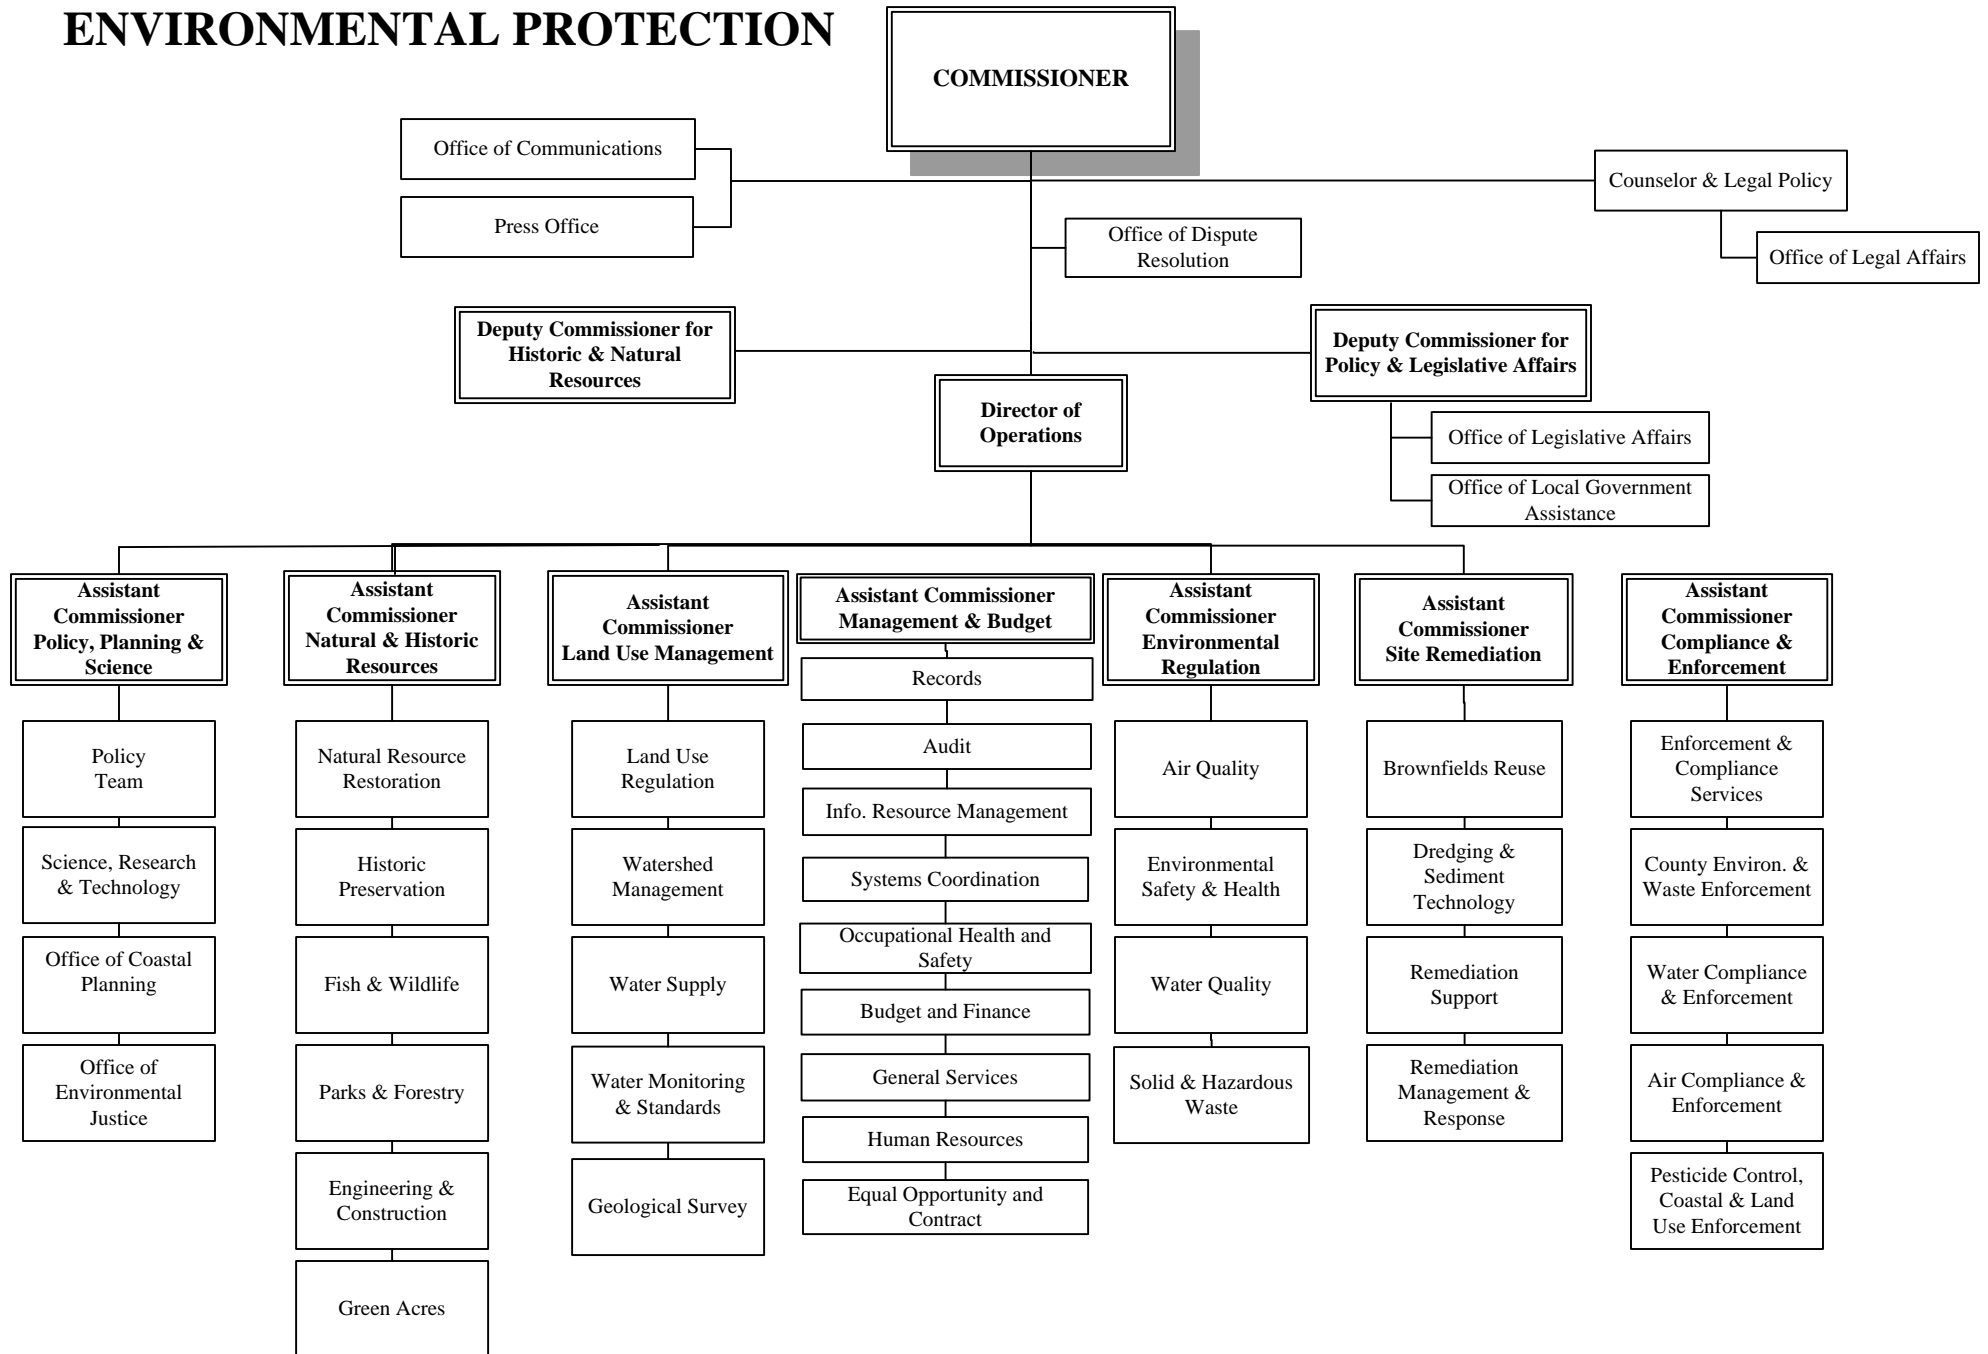 ENVIRONMENTAL PROTECTION
COMMISSIONER
Office of Communications
Press Office
Counselor & Legal Policy
Office of Legal Affairs
Office of Dispute
Resolution
Deputy Commissioner for
Historic & Natural
Resources
Deputy Commissioner for
Policy & Legislative Affairs
Director of
Operations
Office of Legislative Affairs
Office of Local Government
Assistance
Assistant
Commissioner
Policy, Planning &
Science
Policy
Team
Science, Research
& Technology
Office of Coastal
Planning
Office of
Environmental
Justice
Assistant
Commissioner
Natural & Historic
Resources
Natural Resource
Restoration
Historic
Preservation
Fish & Wildlife
Parks & Forestry
Engineering &
Construction
Green Acres
Assistant
Commissioner
Land Use Management
Land Use
Regulation
Watershed
Management
Water Supply
Water Monitoring
& Standards
Geological Survey
Assistant Commissioner
Management & Budget
Records
Audit
Info. Resource Management
Systems Coordination
Occupational Health and
Safety
Budget and Finance
General Services
Human Resources
Equal Opportunity and
Contract
Assistant
Commissioner
Environmental
Regulation
Air Quality
Environmental
Safety & Health
Water Quality
Solid & Hazardous
Waste
Assistant
Commissioner
Site Remediation
Brownfields Reuse
Dredging &
Sediment
Technology
Remediation
Support
Remediation
Management &
Response
Assistant
Commissioner
Compliance &
Enforcement
Enforcement &
Compliance
Services
County Environ. &
Waste Enforcement
Water Compliance
& Enforcement
Air Compliance &
Enforcement
Pesticide Control,
Coastal & Land
Use Enforcement